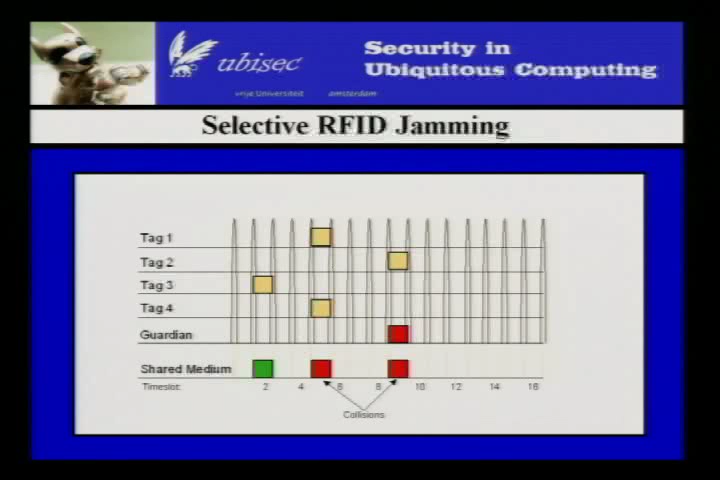 ubisec
vrije Universiteit amsterdam
Security in
Ubiquitous Computing
Selective RFID Jamming
Tag 1
Tag 2
Tag 3
Tag 4
Guardian
Shared Medium
Timeslot: 2 4 6 8 10 12 14 16
Collisions